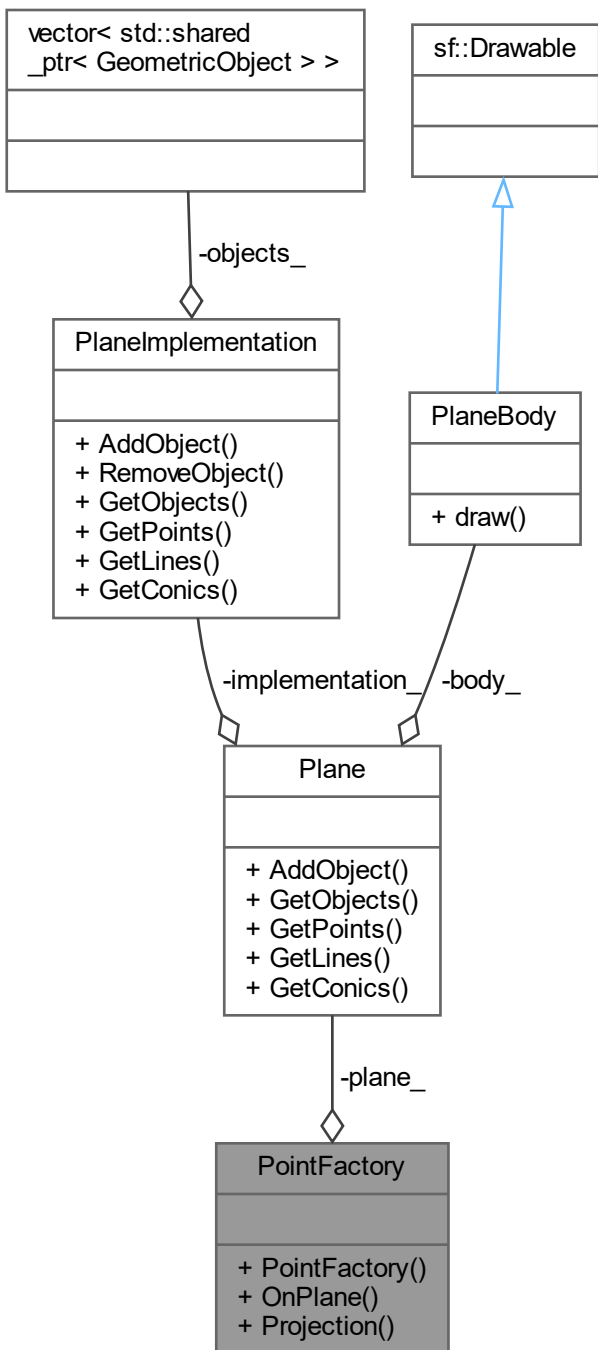 vector< std::shared
_ptr< GeometricObject > >
sf::Drawable
-objects_
PlaneImplementation
+ AddObject()
+ RemoveObject()
+ GetObjects()
+ GetPoints()
+ GetLines()
+ GetConics()
PlaneBody
+ draw()
-implementation_
-body_
Plane
+ AddObject()
+ GetObjects()
+ GetPoints()
+ GetLines()
+ GetConics()
-plane_
PointFactory
+ PointFactory()
+ OnPlane()
+ Projection()